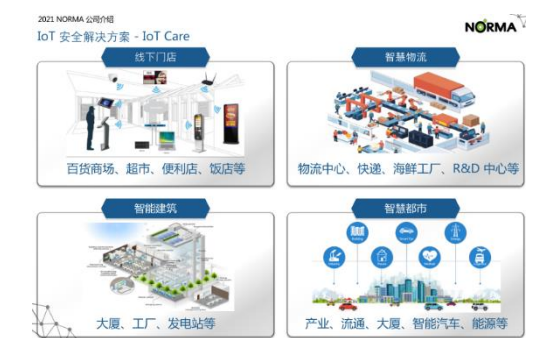 2021 NORMA 公司介绍
NORMA
IoT 安全解决方案 - IoT Care
线下门店
百货商场、超市、便利店、饭店等
智慧物流
物流中心、快递、海鲜工厂、R&D 中心等
智能建筑
大厦、工厂、发电站等
智慧都市
产业、流通、大厦、智能汽车、能源等